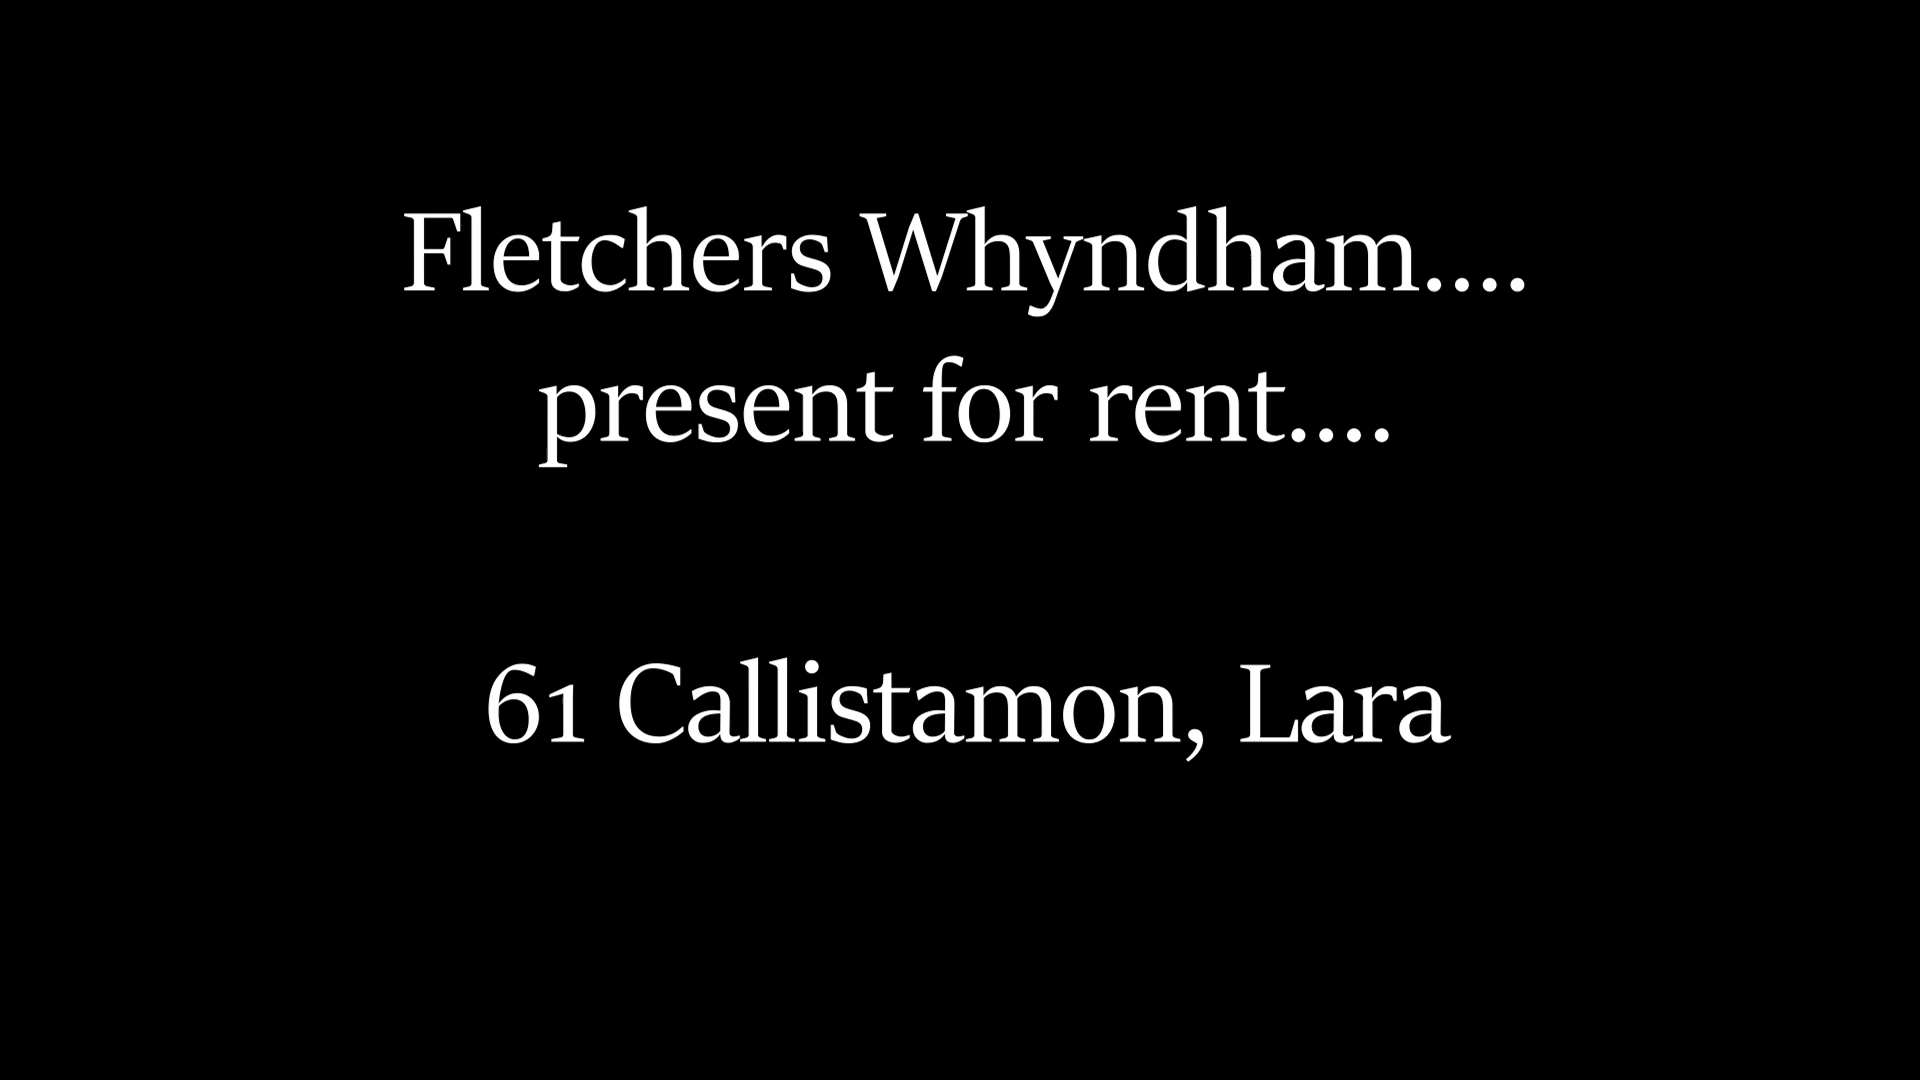 Fletchers Whyndham....
present for rent....
61 Callistamon, Lara